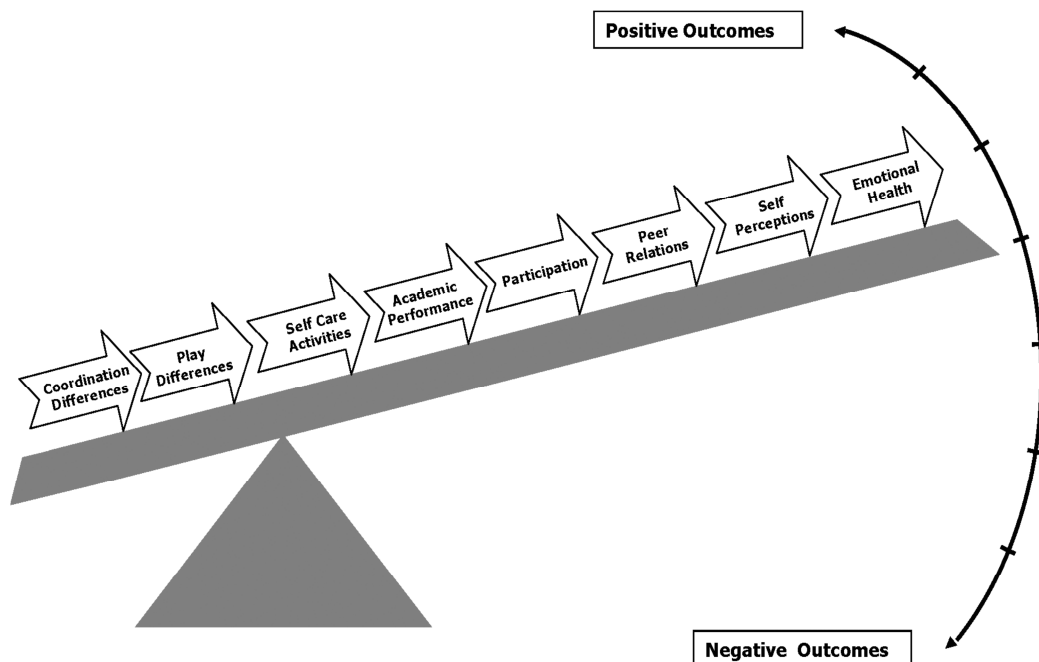 Positive Outcomes
Coordination
Differences
Play
Differences
Self Care
Activities
Academic
Performance
Participation
Peer
Relations
Self
Perceptions
Emotional
Health
Negative Outcomes